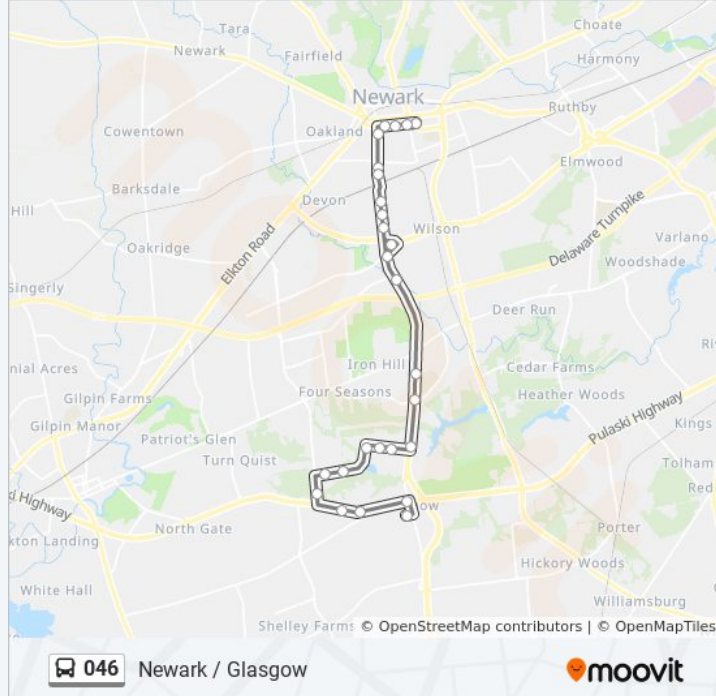 Tara
Choate
Newark
Fairfield
Harmony
Newark
Ruthby
Cowentown
Oakland
Elmwood
Barksdale
Devon
Hill
Wilson
Varlano
Oakridge
Elkton Road
Delaware Turnpike
Woodshade
Singerly
Deer Run
nial Acres
Iron Hill
Cedar Farms
Four Seasons
Heather Woods
Gilpin Farms
Gilpin Manor
Patriot's Glen
Pulaski Highway
Kings
Turn Quist
Tolham
Red
ki Highway
ow
North Gate
Porter
kton Landing
Hickory Woods
White Hall
Williamsburg
Shelley Farms
© OpenStreetMap contributors | © OpenMapTiles
046 Newark / Glasgow
moovit